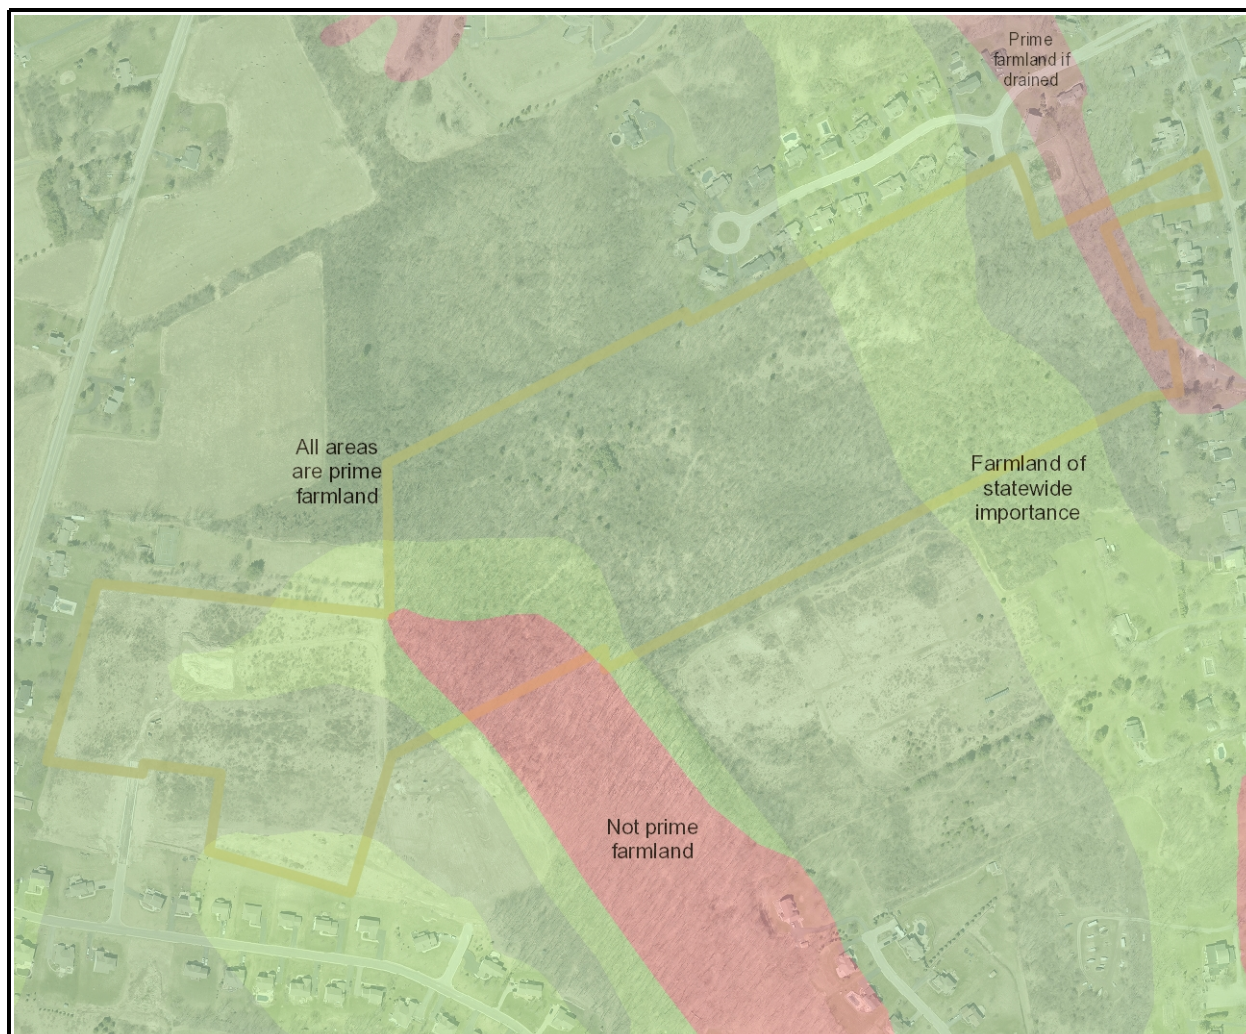 Prime
farmland if
drained
All areas
are prime
farmland
Farmland of
statewide
importance
Not prime
farmland